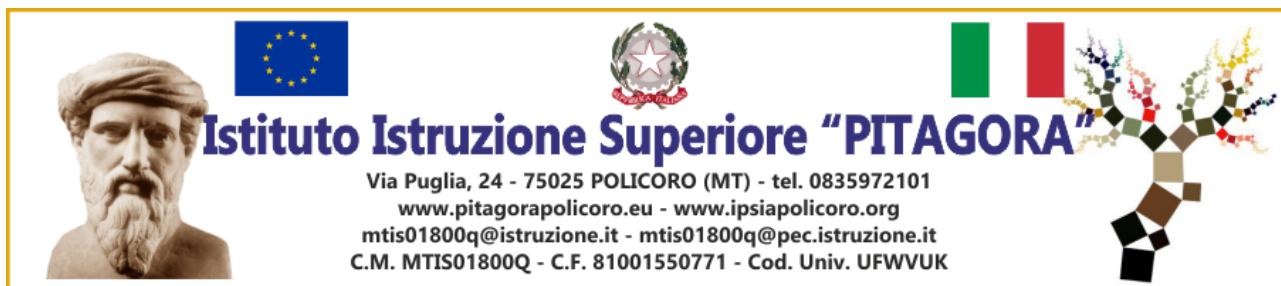 Istituto Istruzione Superiore “PITAGORA”
Via Puglia, 24 - 75025 POLICORO (MT) - tel. 0835972101
www.pitagorapolicoro.eu - www.ipsiapolicoro.org
mtis01800q@istruzione.it - mtis01800q@pec.istruzione.it
C.M. MTIS01800Q - C.F. 81001550771 - Cod. Univ. UFWVUK